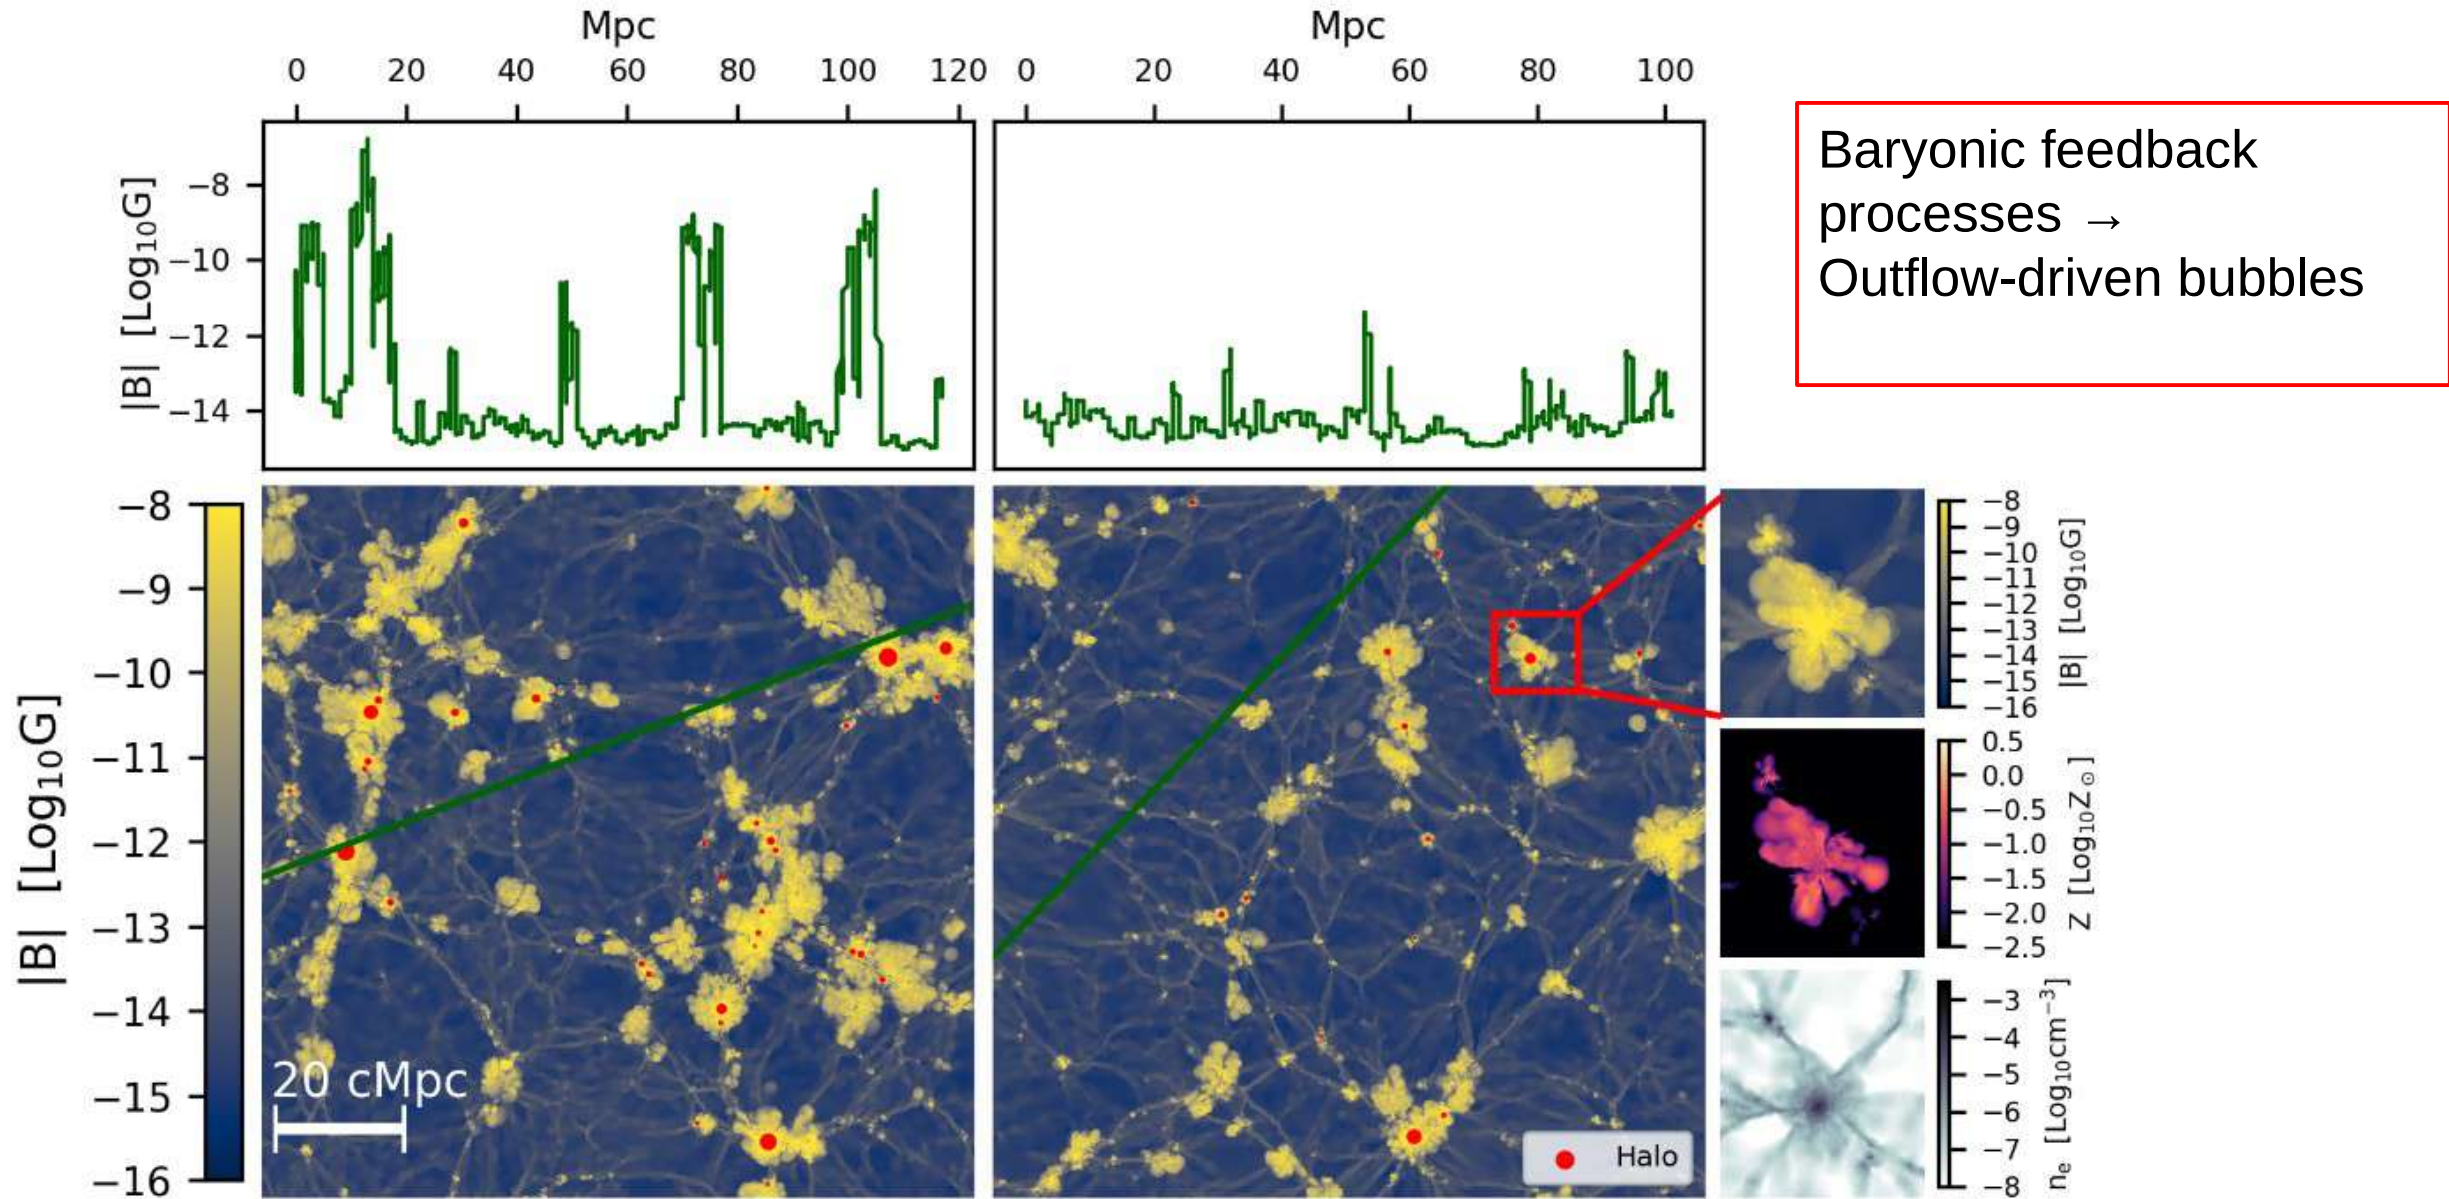 Mpc
Mpc
0 20 40 60 80 100 120
0 20 40 60 80 100
|B| [Log₁₀G]
−8
−10
−12
−14
Baryonic feedback
processes →
Outflow-driven bubbles
|B| [Log₁₀G]
−8
−9
−10
−11
−12
−13
−14
−15
−16
20 cMpc
Halo
−8
−9
−10
−11
−12
−13
−14
−15
−16
|B| [Log₁₀G]
0.5
0.0
−0.5
−1.0
−1.5
−2.0
−2.5
Z [Log₁₀Z☉]
−3
−4
−5
−6
−7
−8
nₑ [Log₁₀cm⁻³]